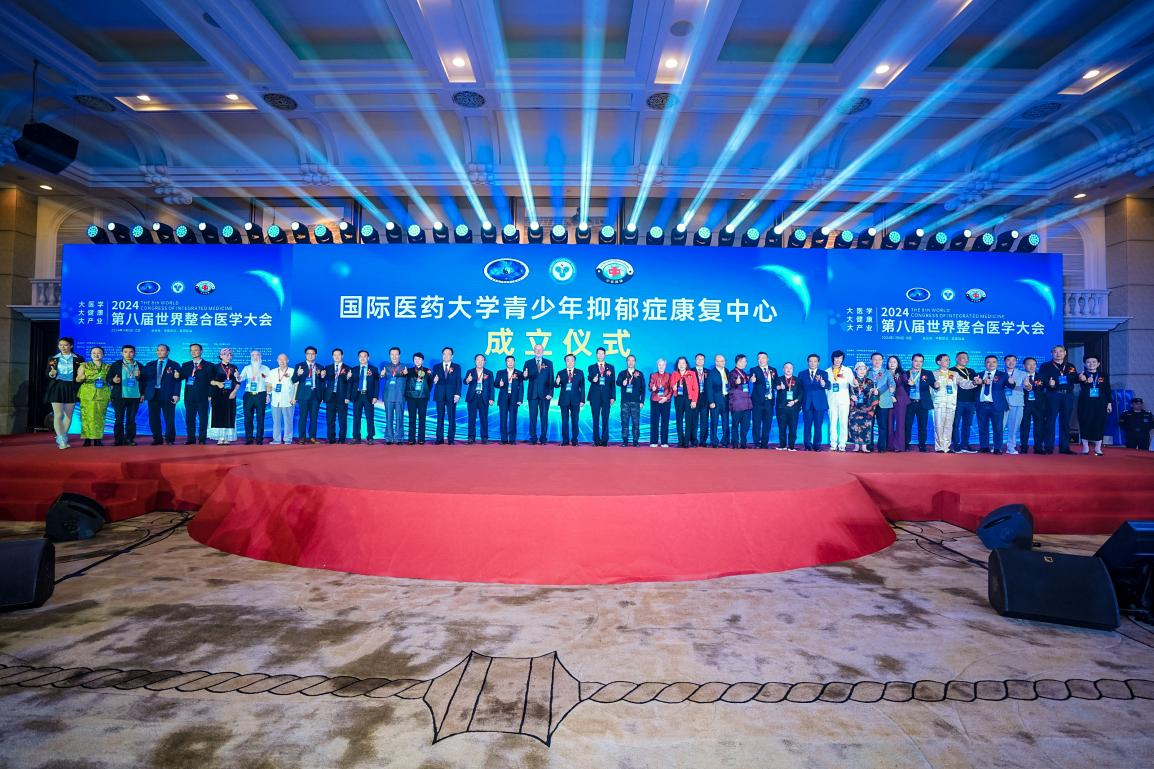 大医学
大健康
大产业
2024
THE 8th WORLD
CONGRESS OF INTEGRATED MEDICINE
第八届世界整合医学大会
国际医药大学青少年抑郁症康复中心
成立仪式
大医学
大健康
大产业
2024
THE 8th WORLD
CONGRESS OF INTEGRATED MEDICINE
第八届世界整合医学大会